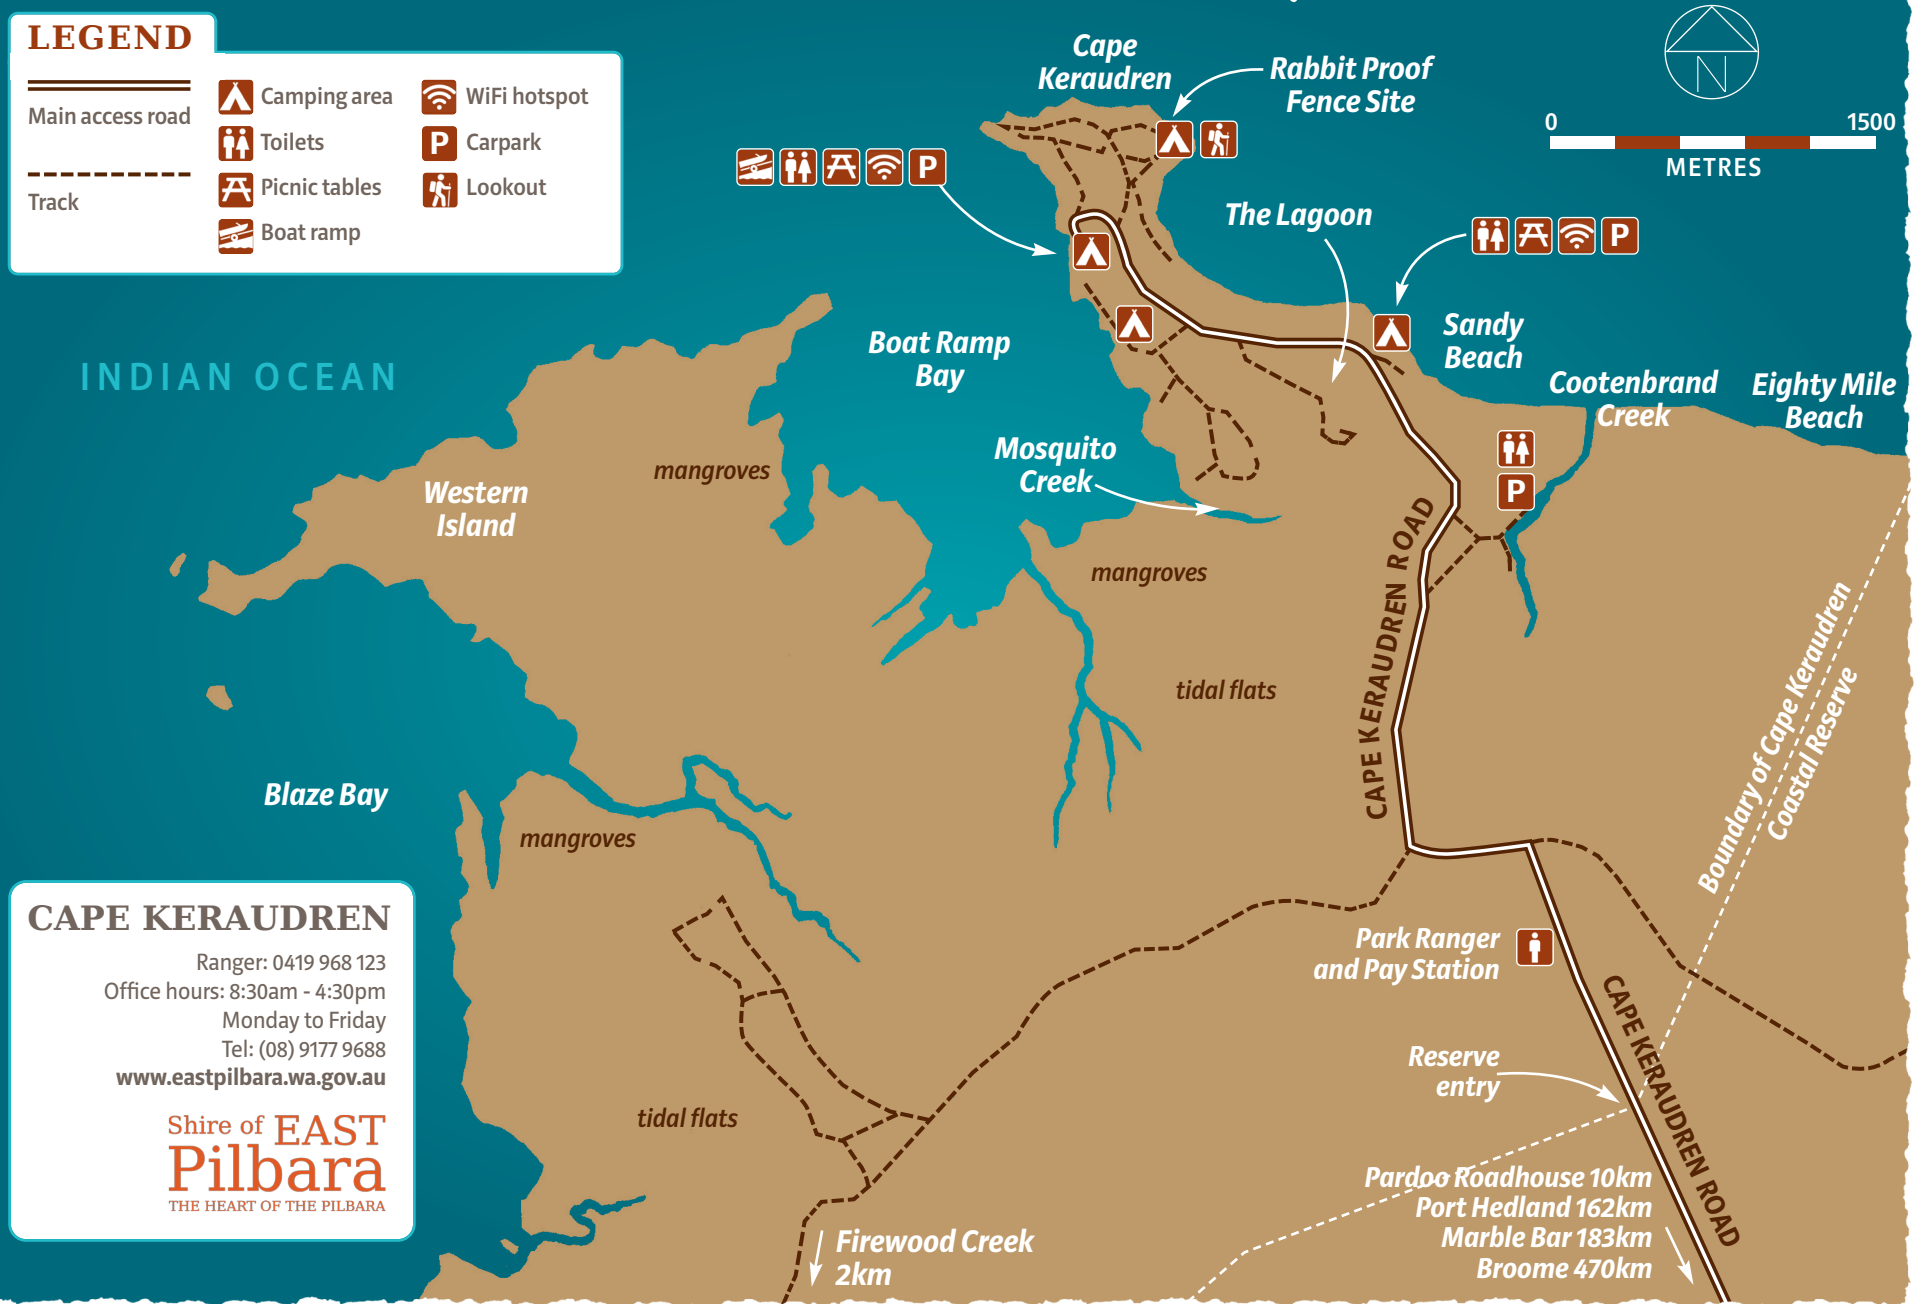 LEGEND
Main access road
Track
Camping area
Toilets
Picnic tables
Boat ramp
WiFi hotspot
P
Carpark
Lookout
Cape
Keraudren
Rabbit Proof
Fence Site
N
0 1500
METRES
P
The Lagoon
P
Sandy
Beach
Boat Ramp
Bay
INDIAN OCEAN
Cootenbrand
Creek
Eighty Mile
Beach
Mosquito
Creek
mangroves
Western
Island
P
mangroves
CAPE KERAUDREN ROAD
tidal flats
Boundary of Cape Keraudren
Coastal Reserve
Blaze Bay
mangroves
Park Ranger
and Pay Station
CAPE KERAUDREN ROAD
Reserve
entry
tidal flats
Pardoo Roadhouse 10km
Port Hedland 162km
Marble Bar 183km
Broome 470km
Firewood Creek
2km
CAPE KERAUDREN
Ranger: 0419 968 123
Office hours: 8:30am - 4:30pm
Monday to Friday
Tel: (08) 9177 9688
www.eastpilbara.wa.gov.au
Shire of EAST
Pilbara
THE HEART OF THE PILBARA